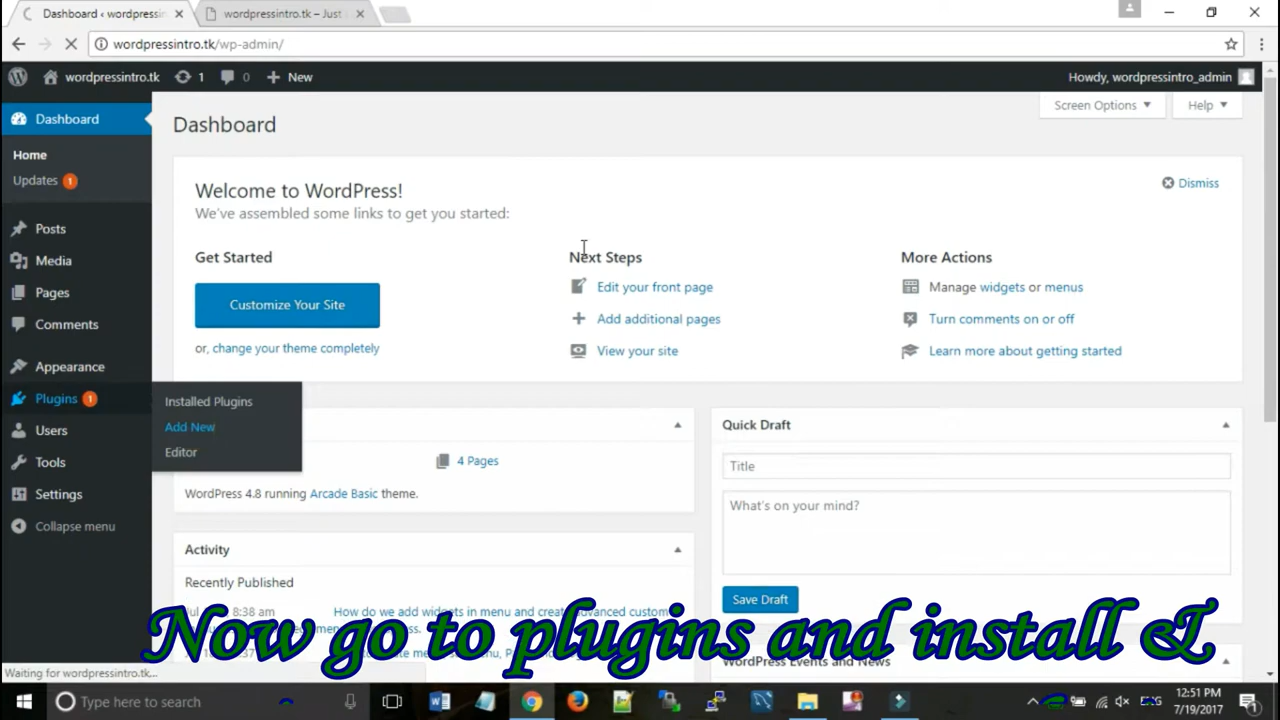 Dashboard ‹ wordpressin
wordpressintro.tk – Just
wordpressintro.tk/wp-admin/
wordpressintro.tk 1 0 New
Howdy, wordpressintro_admin
Screen Options Help
Dashboard
Home
Updates 1
Posts
Media
Pages
Comments
Appearance
Plugins 1
Users
Tools
Settings
Collapse menu
Installed Plugins
Add New
Editor
Dashboard
Welcome to WordPress!
Dismiss
We've assembled some links to get you started:
Get Started
Customize Your Site
or, change your theme completely
Next Steps
Edit your front page
Add additional pages
View your site
More Actions
Manage widgets or menus
Turn comments on or off
Learn more about getting started
4 Pages
WordPress 4.8 running Arcade Basic theme.
Activity
Recently Published
8:38 am How do we add widgets in menu and create advanced custom
Quick Draft
Title
What's on your mind?
Save Draft
WordPress Events and News
Now go to plugins and install &
Waiting for wordpressintro.tk...
Type here to search
ENG
12:51 PM
7/19/2017